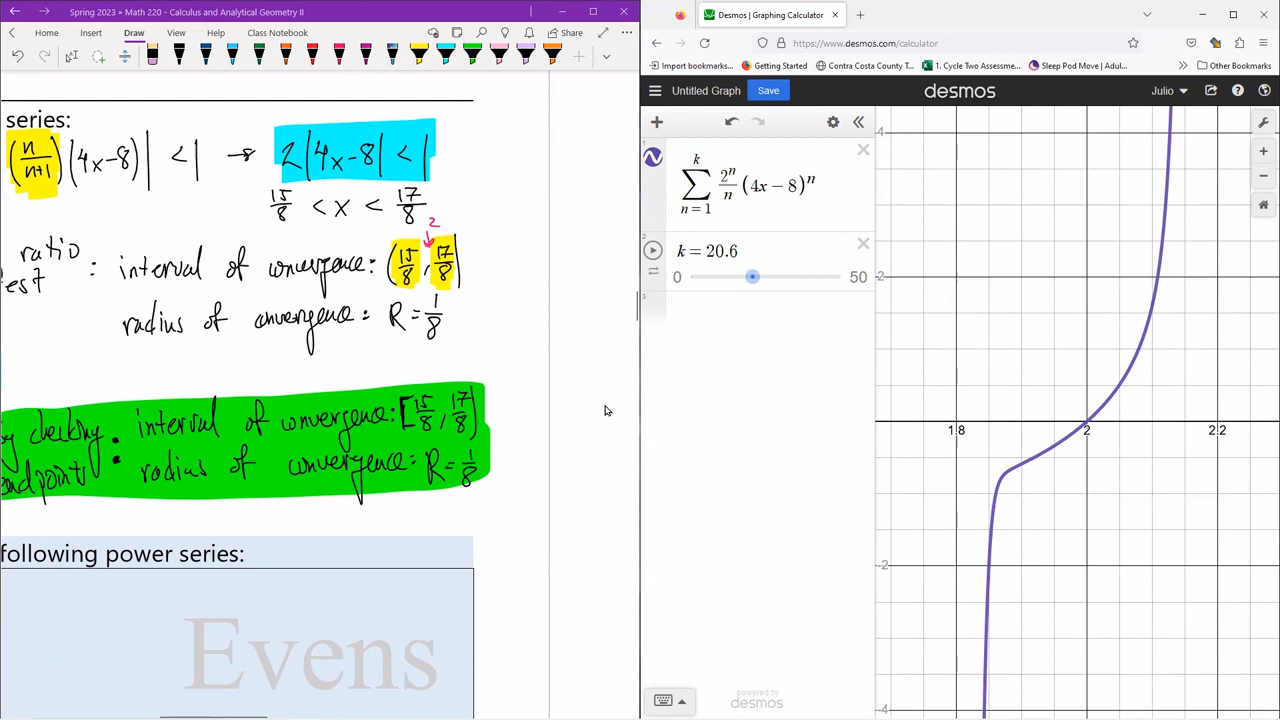 Spring 2023 » Math 220 - Calculus and Analytical Geometry II
Home Insert Draw View Class Notebook Share
series:
(n/n+1) |4x-8)| < 1 → 2|4x-8| < 1
15/8 < x < 17/8
2
ratio
est : interval of convergence: (15/8, 17/8)
radius of convergence: R = 1/8
by checking : interval of convergence: [15/8, 17/8)
endpoints : radius of convergence: R = 1/8
following power series:
Evens
Desmos | Graphing Calculator
https://www.desmos.com/calculator
Import bookmarks... Getting Started Contra Costa County T... 1. Cycle Two Assessme... Sleep Pod Move | Adul... Other Bookmarks
Untitled Graph Save desmos Julio
1
k
∑ 2^n/n (4x − 8)^n
n = 1
2
k = 20.6
0 50
3
powered by
desmos
4
2
1.8 2 2.2
-2
-4